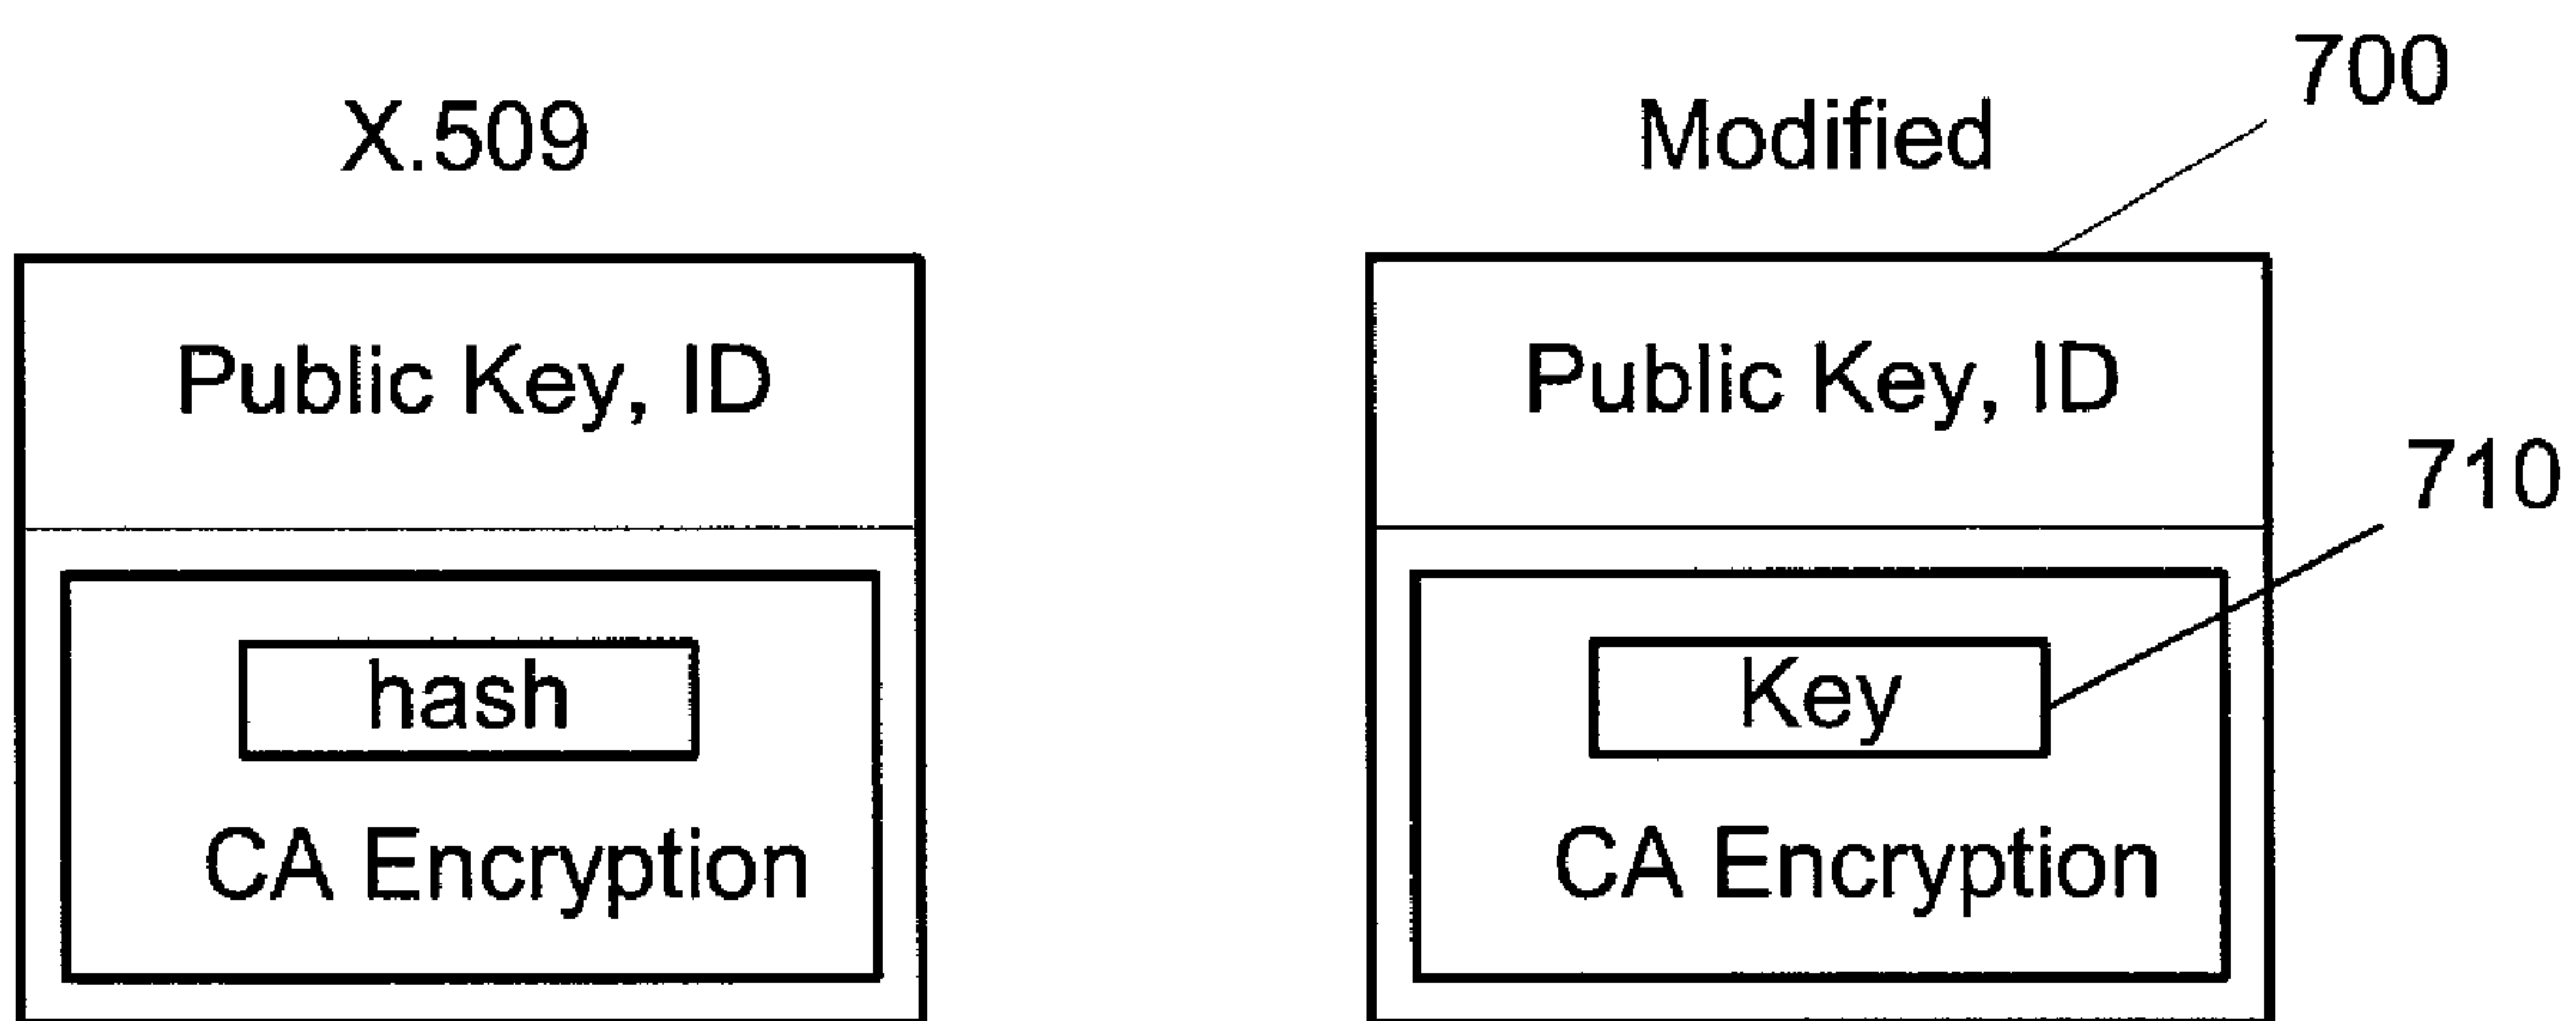 X.509
Public Key, ID
hash
CA Encryption
Modified
700
Public Key, ID
710
Key
CA Encryption